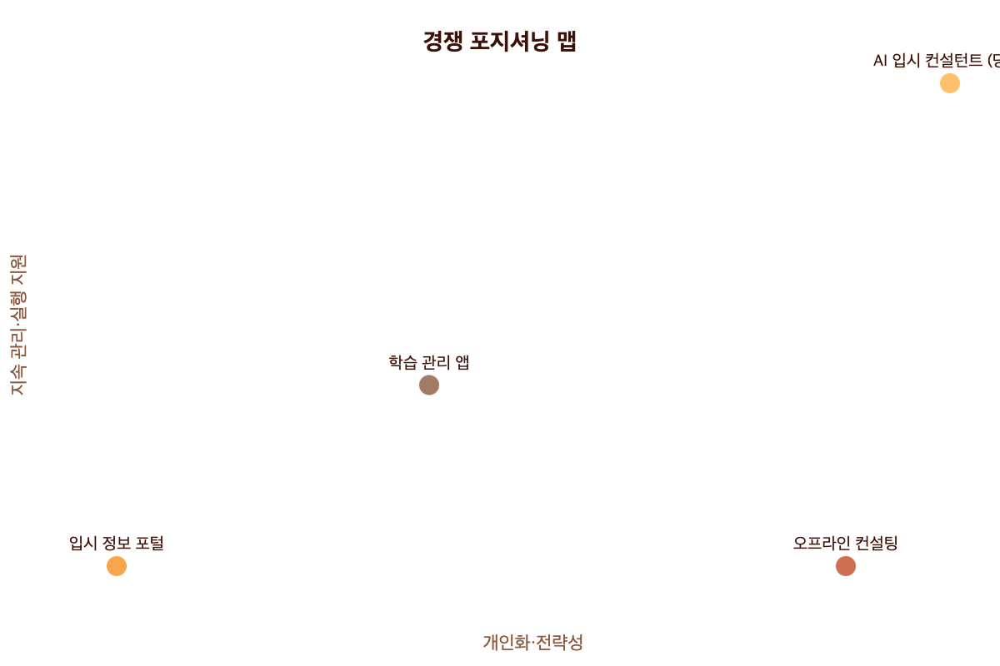 경쟁 포지셔닝 맵
AI 입시 컨설턴트
지속 관리·실행 지원
학습 관리 앱
입시 정보 포털
오프라인 컨설팅
개인화·전략성